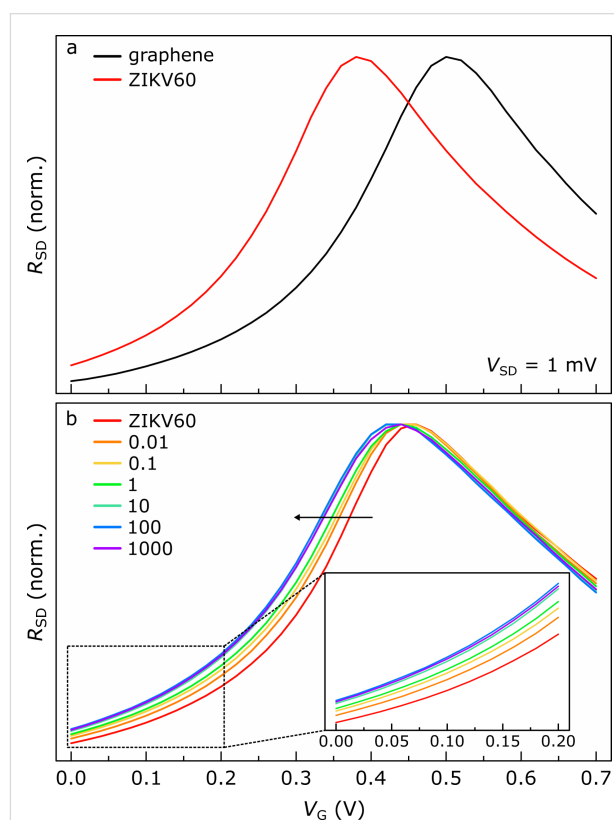 a
graphene
ZIKV60
R_SD (norm.)
V_SD = 1 mV
b
ZIKV60
0.01
0.1
1
10
100
1000
R_SD (norm.)
0.00 0.05 0.10 0.15 0.20
0.0 0.1 0.2 0.3 0.4 0.5 0.6 0.7
V_G (V)